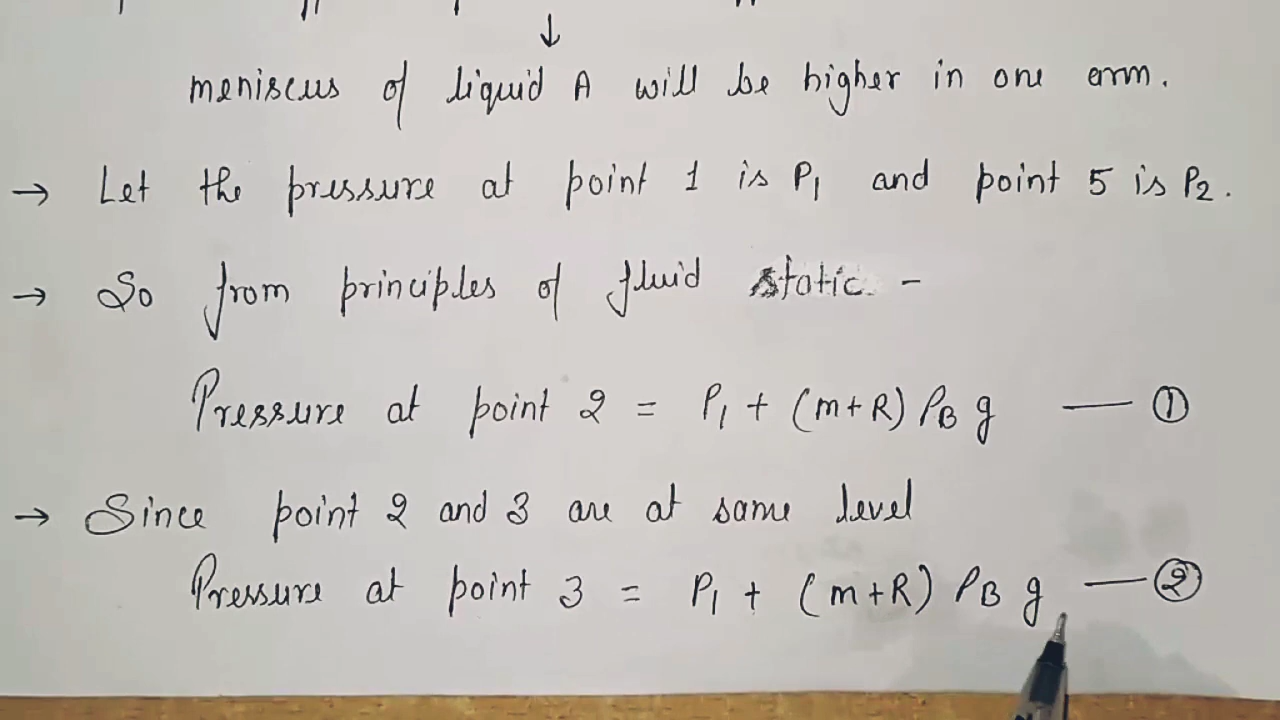 ↓
meniscus of liquid A will be higher in one arm.
→ Let the pressure at point 1 is P₁ and point 5 is P₂.
→ So from principles of fluid static -
Pressure at point 2 = P₁ + (m+R) ρB g — ①
→ Since point 2 and 3 are at same level
Pressure at point 3 = P₁ + (m+R) ρB g — ②